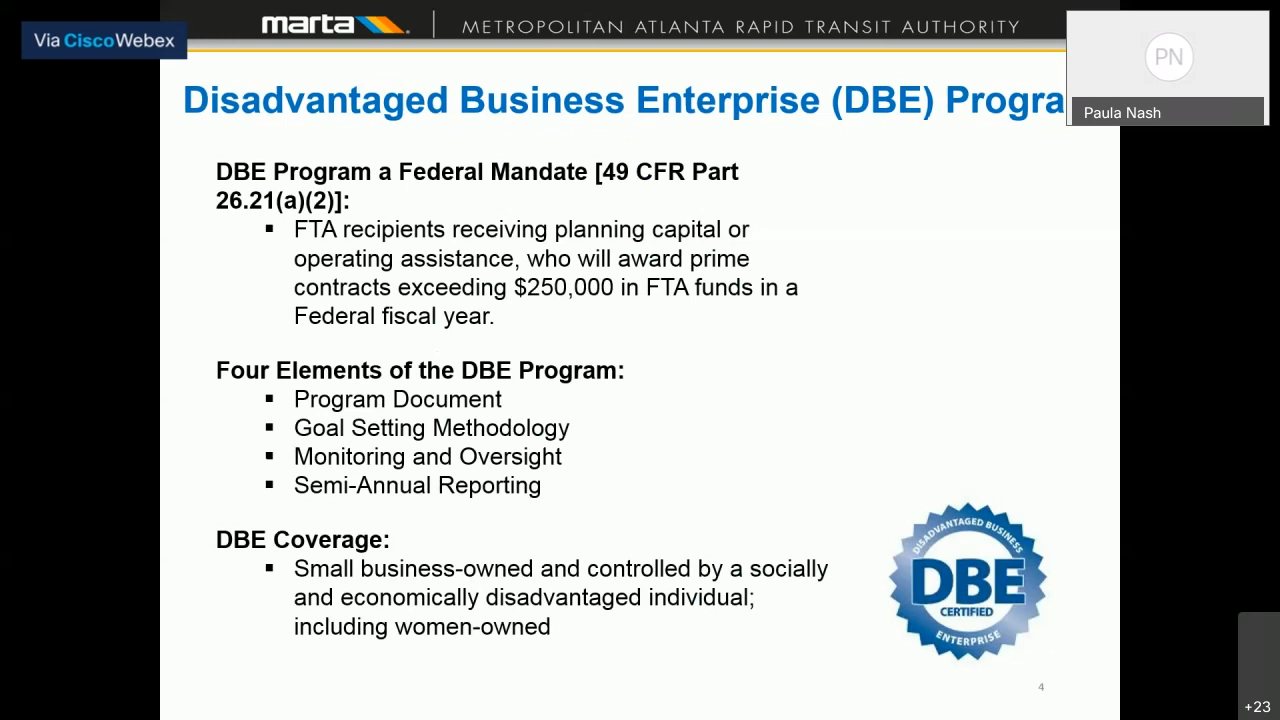 Via CiscoWebex
marta
METROPOLITAN ATLANTA RAPID TRANSIT AUTHORITY
PN
Paula Nash
Disadvantaged Business Enterprise (DBE) Progra
DBE Program a Federal Mandate [49 CFR Part
26.21(a)(2)]:
▪ FTA recipients receiving planning capital or
operating assistance, who will award prime
contracts exceeding $250,000 in FTA funds in a
Federal fiscal year.
Four Elements of the DBE Program:
▪ Program Document
▪ Goal Setting Methodology
▪ Monitoring and Oversight
▪ Semi-Annual Reporting
DBE Coverage:
▪ Small business-owned and controlled by a socially
and economically disadvantaged individual;
including women-owned
DISADVANTAGED BUSINESS
DBE
CERTIFIED
ENTERPRISE
4
+23